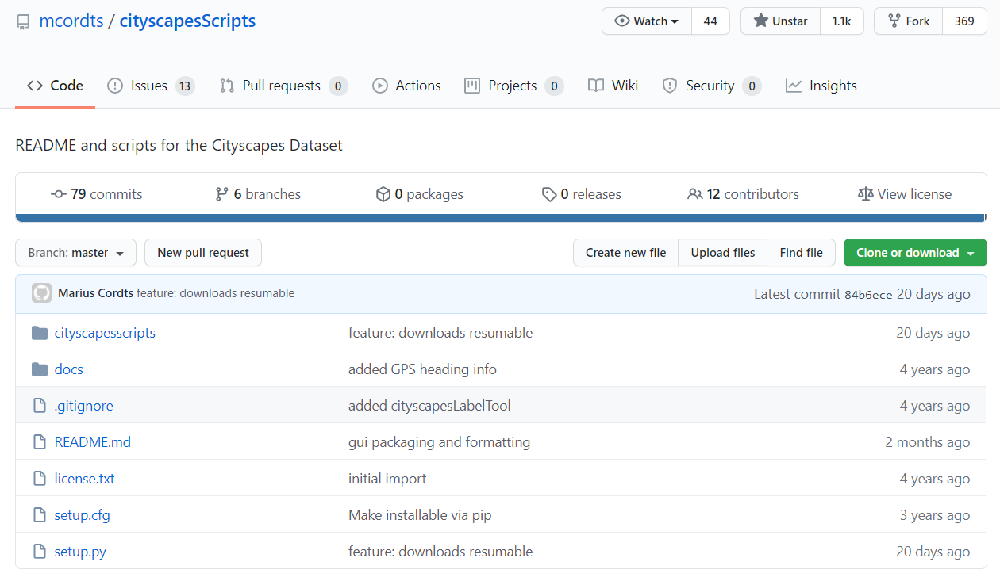 mcordts / cityscapesScripts
Watch 44
Unstar 1.1k
Fork 369
Code
Issues 13
Pull requests 0
Actions
Projects 0
Wiki
Security 0
Insights
README and scripts for the Cityscapes Dataset
79 commits
6 branches
0 packages
0 releases
12 contributors
View license
Branch: master
New pull request
Create new file
Upload files
Find file
Clone or download
Marius Cordts feature: downloads resumable Latest commit 84b6ece 20 days ago
cityscapesscripts feature: downloads resumable 20 days ago
docs added GPS heading info 4 years ago
.gitignore added cityscapesLabelTool 4 years ago
README.md gui packaging and formatting 2 months ago
license.txt initial import 4 years ago
setup.cfg Make installable via pip 3 years ago
setup.py feature: downloads resumable 20 days ago